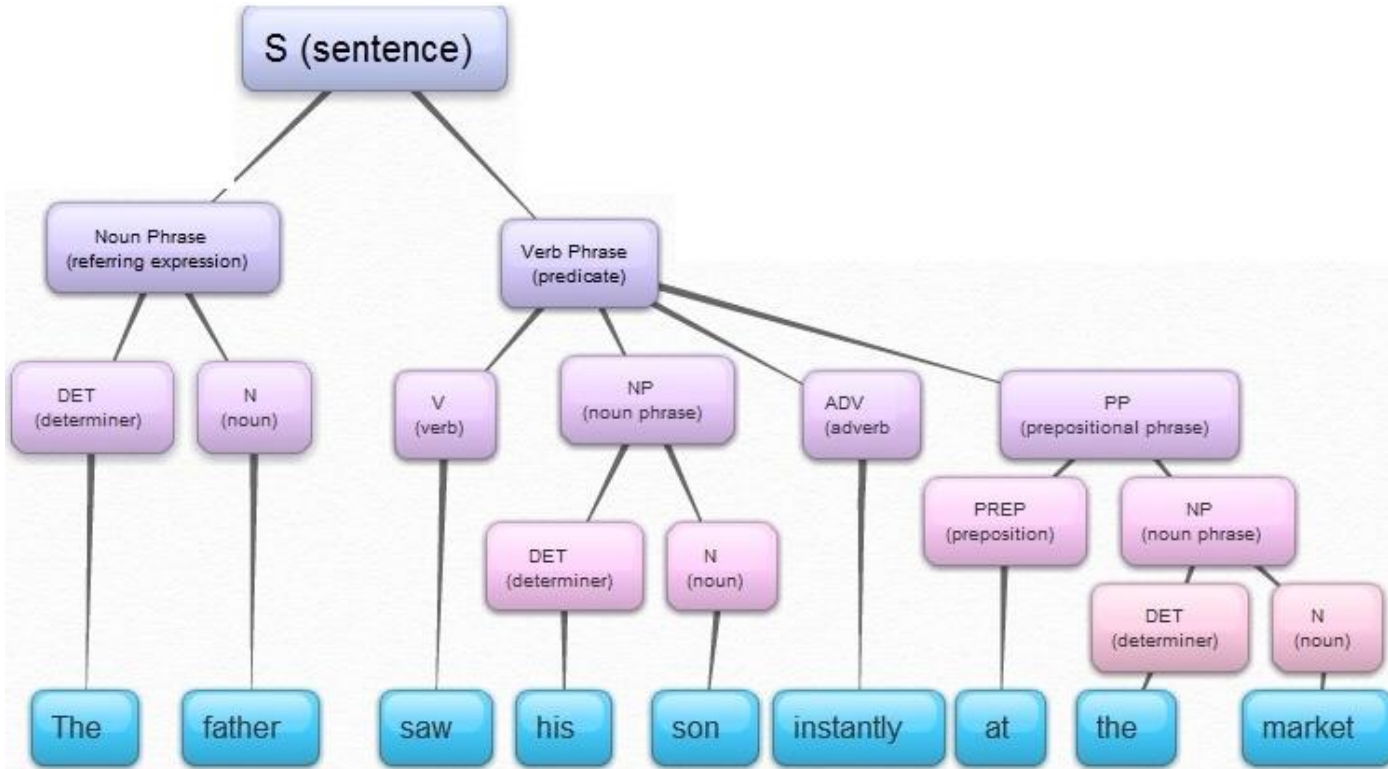 S (sentence)
Noun Phrase
(referring expression)
Verb Phrase
(predicate)
DET
(determiner)
N
(noun)
V
(verb)
NP
(noun phrase)
ADV
(adverb
PP
(prepositional phrase)
DET
(determiner)
N
(noun)
PREP
(preposition)
NP
(noun phrase)
DET
(determiner)
N
(noun)
The father saw his son instantly at the market